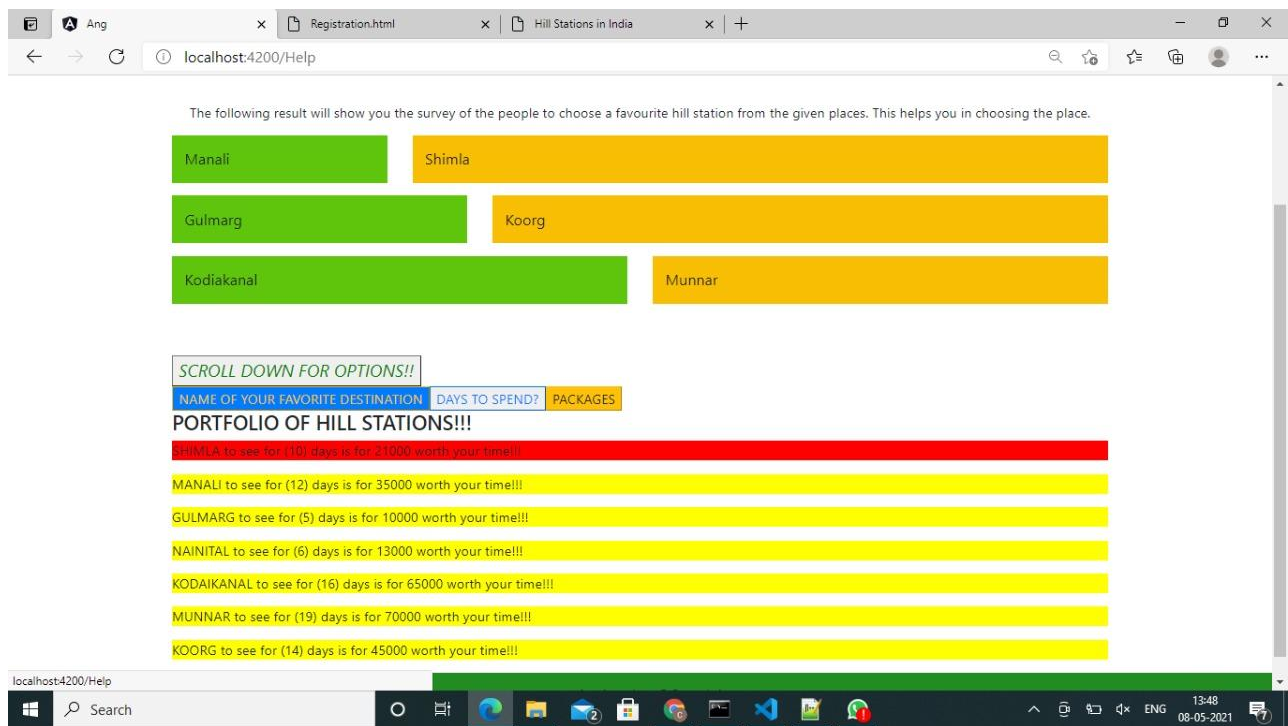 Ang
Registration.html
Hill Stations in India
localhost:4200/Help
The following result will show you the survey of the people to choose a favourite hill station from the given places. This helps you in choosing the place.
Manali Shimla
Gulmarg Koorg
Kodiakanal Munnar
SCROLL DOWN FOR OPTIONS!!
NAME OF YOUR FAVORITE DESTINATION DAYS TO SPEND? PACKAGES
PORTFOLIO OF HILL STATIONS!!!
SHIMLA to see for (10) days is for 21000 worth your time!!!
MANALI to see for (12) days is for 35000 worth your time!!!
GULMARG to see for (5) days is for 10000 worth your time!!!
NAINITAL to see for (6) days is for 13000 worth your time!!!
KODAIKANAL to see for (16) days is for 65000 worth your time!!!
MUNNAR to see for (19) days is for 70000 worth your time!!!
KOORG to see for (14) days is for 45000 worth your time!!!
localhost:4200/Help
Search
2
ENG
13:48
08-05-2021
7